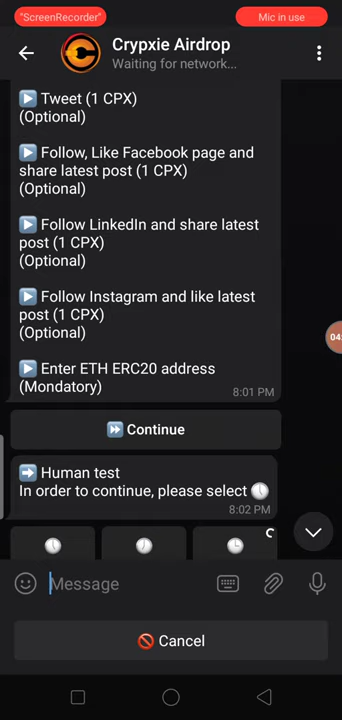 "ScreenRecorder"
Mic in use
Crypxie Airdrop
Waiting for network...
Tweet (1 CPX)
(Optional)
Follow, Like Facebook page and
share latest post (1 CPX)
(Optional)
Follow LinkedIn and share latest
post (1 CPX)
(Optional)
Follow Instagram and like latest
post (1 CPX)
(Optional)
Enter ETH ERC20 address
(Mandatory)
8:01 PM
Continue
Human test
In order to continue, please select
8:02 PM
Message
Cancel